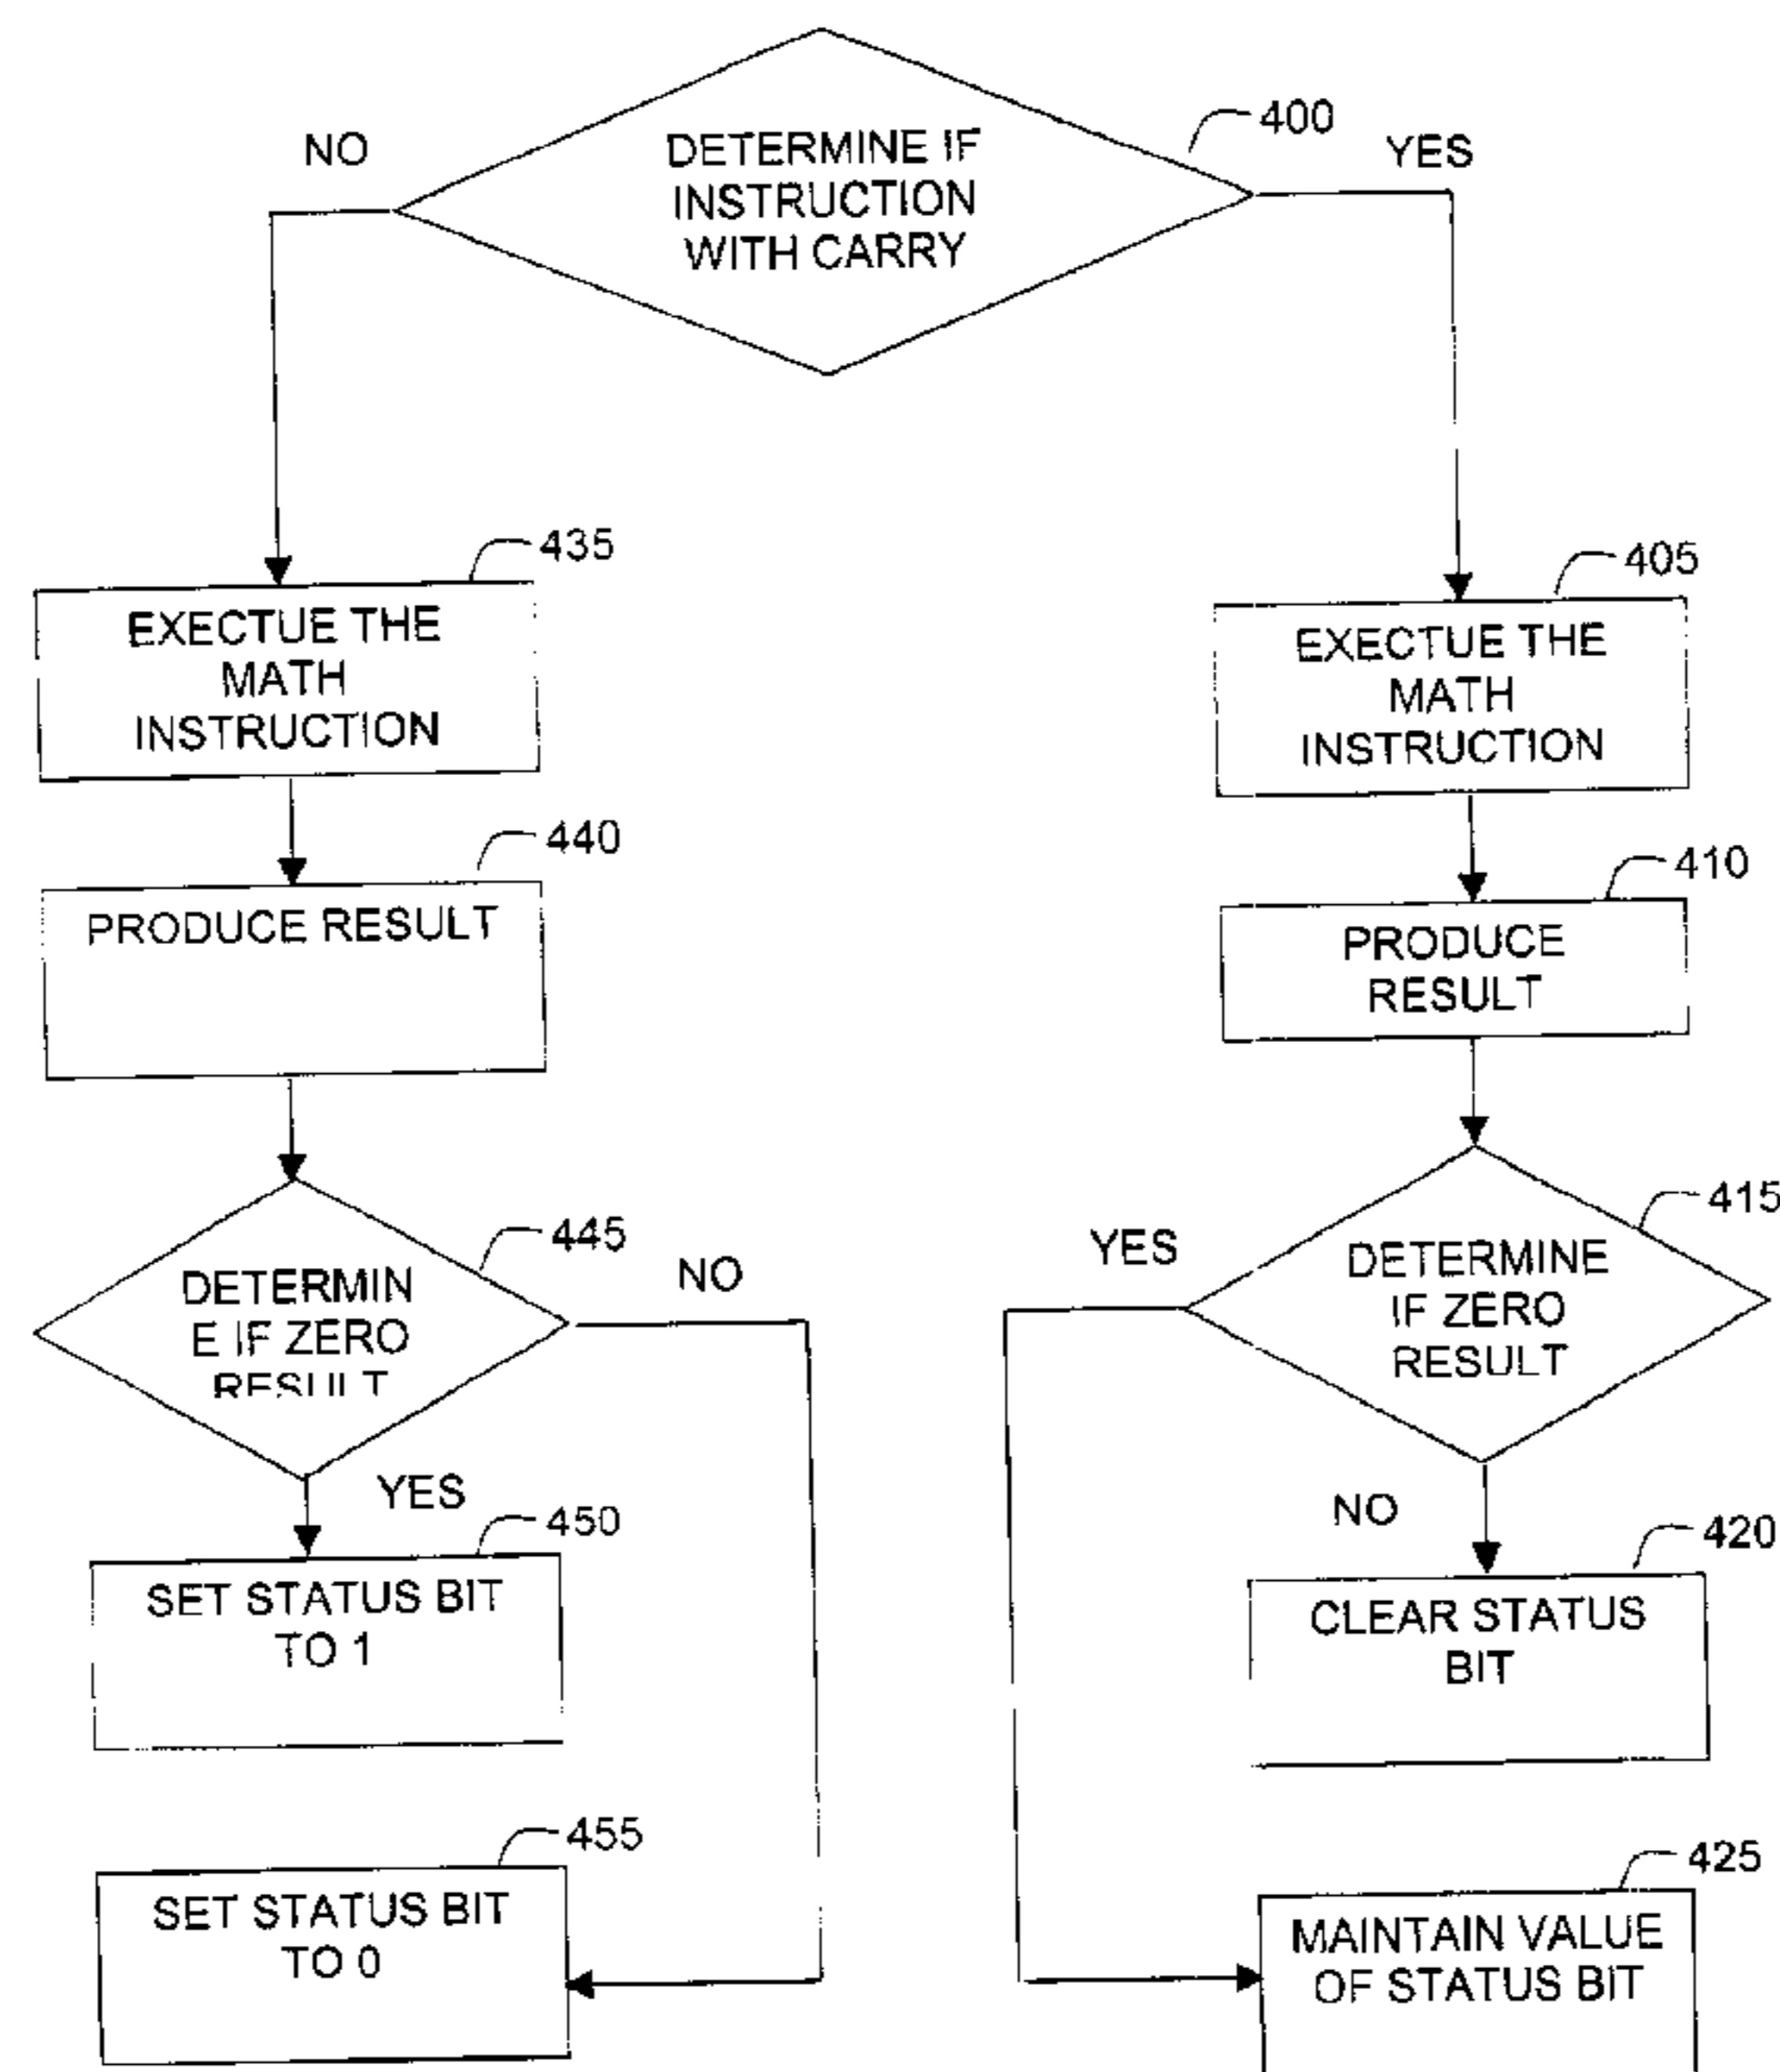 NO
DETERMINE IF
INSTRUCTION
WITH CARRY
400
YES
435
EXECTUE THE
MATH
INSTRUCTION
405
EXECTUE THE
MATH
INSTRUCTION
440
PRODUCE RESULT
410
PRODUCE
RESULT
445
DETERMIN
E IF ZERO
RESULT
NO
YES
415
DETERMINE
IF ZERO
RESULT
YES
450
SET STATUS BIT
TO 1
NO
420
CLEAR STATUS
BIT
455
SET STATUS BIT
TO 0
425
MAINTAIN VALUE
OF STATUS BIT